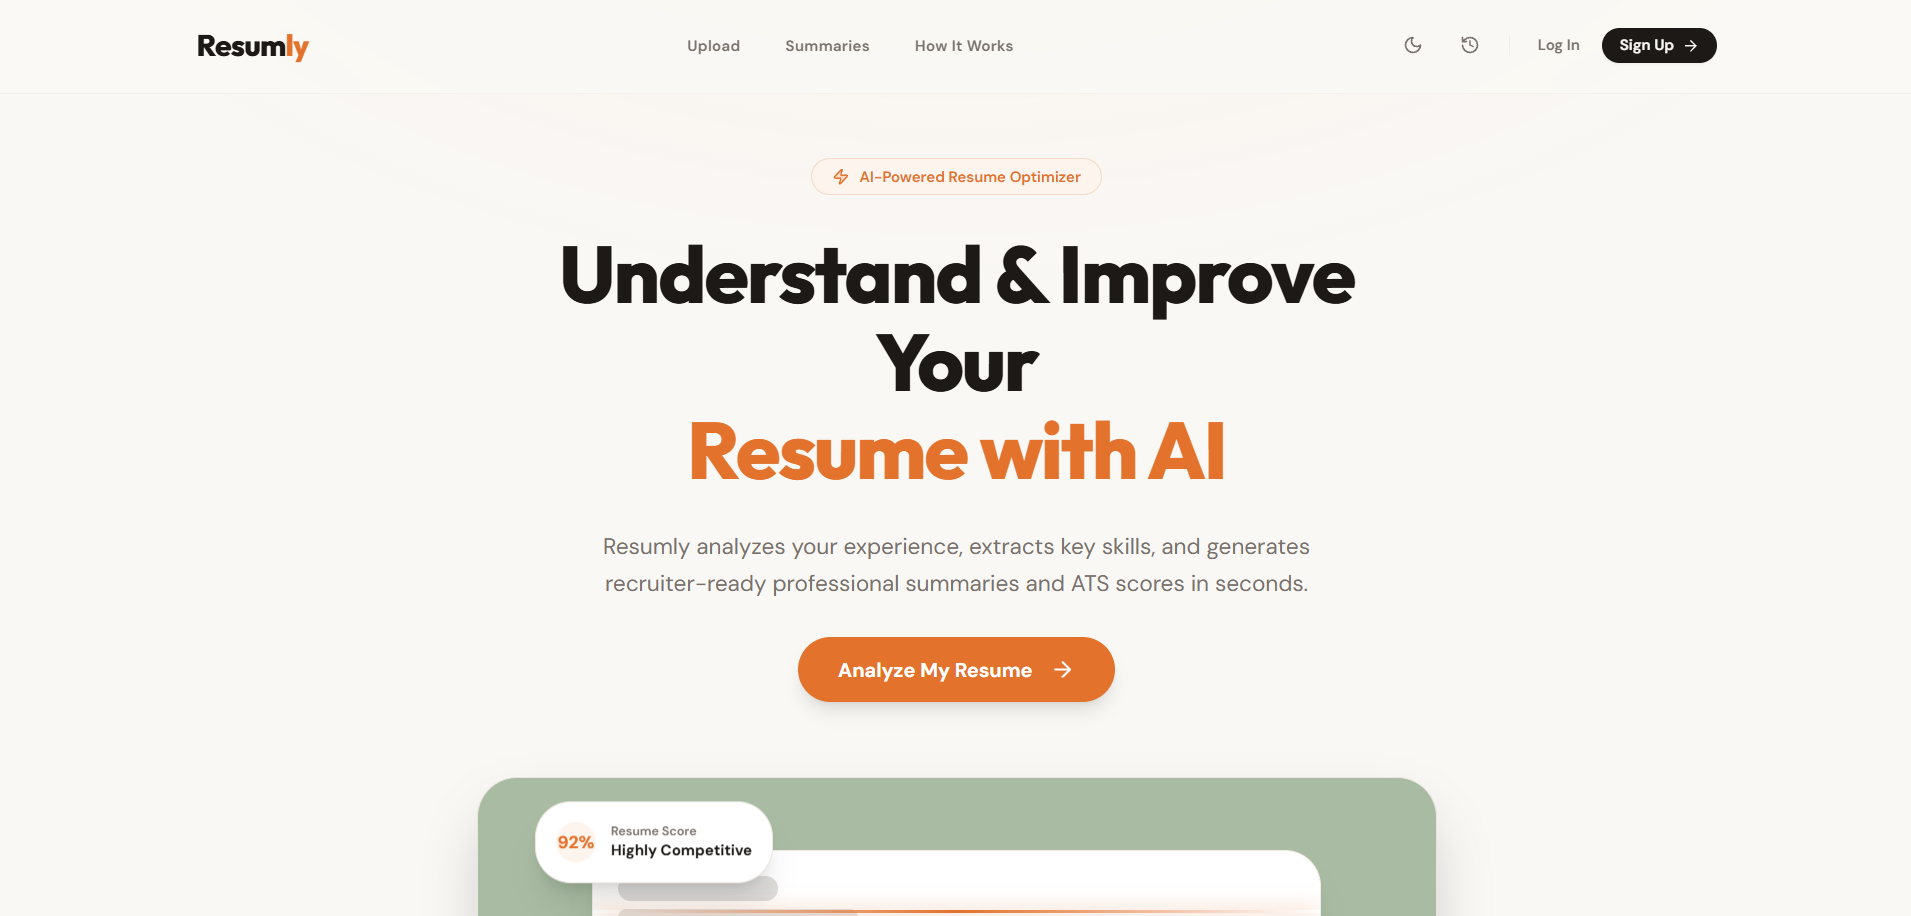 Resumly
Upload
Summaries
How It Works
Log In
Sign Up
AI-Powered Resume Optimizer
Understand & Improve
Your
Resume with AI
Resumly analyzes your experience, extracts key skills, and generates
recruiter-ready professional summaries and ATS scores in seconds.
Analyze My Resume
92%
Resume Score
Highly Competitive